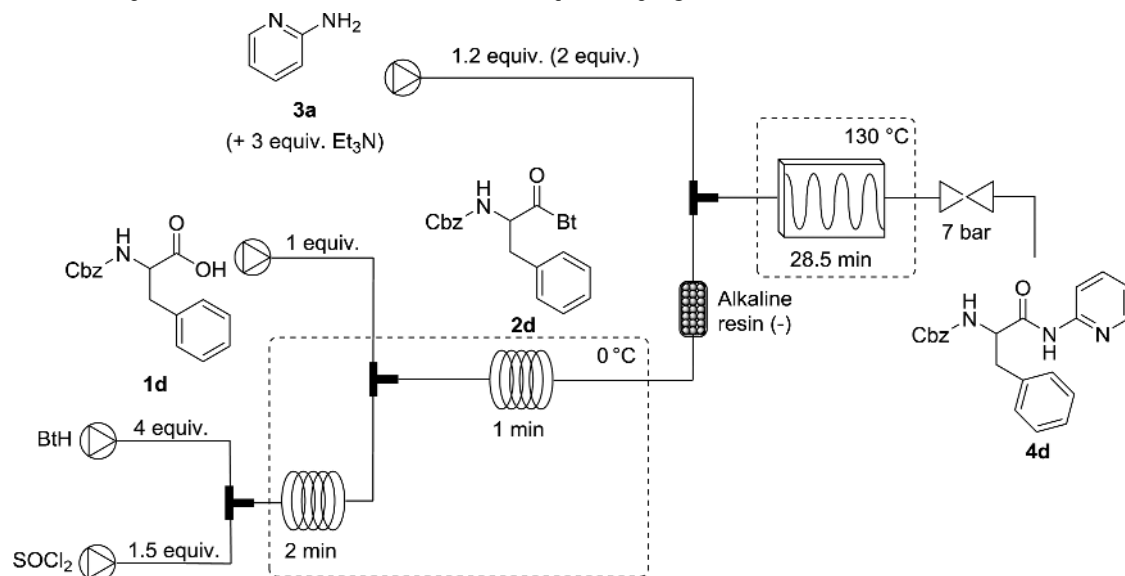 N
NH2
3a
(+ 3 equiv. Et3N)
1.2 equiv. (2 equiv.)
130 °C
28.5 min
7 bar
H
N
Cbz
O
Bt
2d
H
N
Cbz
O
OH
1d
1 equiv.
Alkaline
resin (-)
0 °C
1 min
BtH
4 equiv.
2 min
SOCl2
1.5 equiv.
H
N
Cbz
O
N
H
N
4d